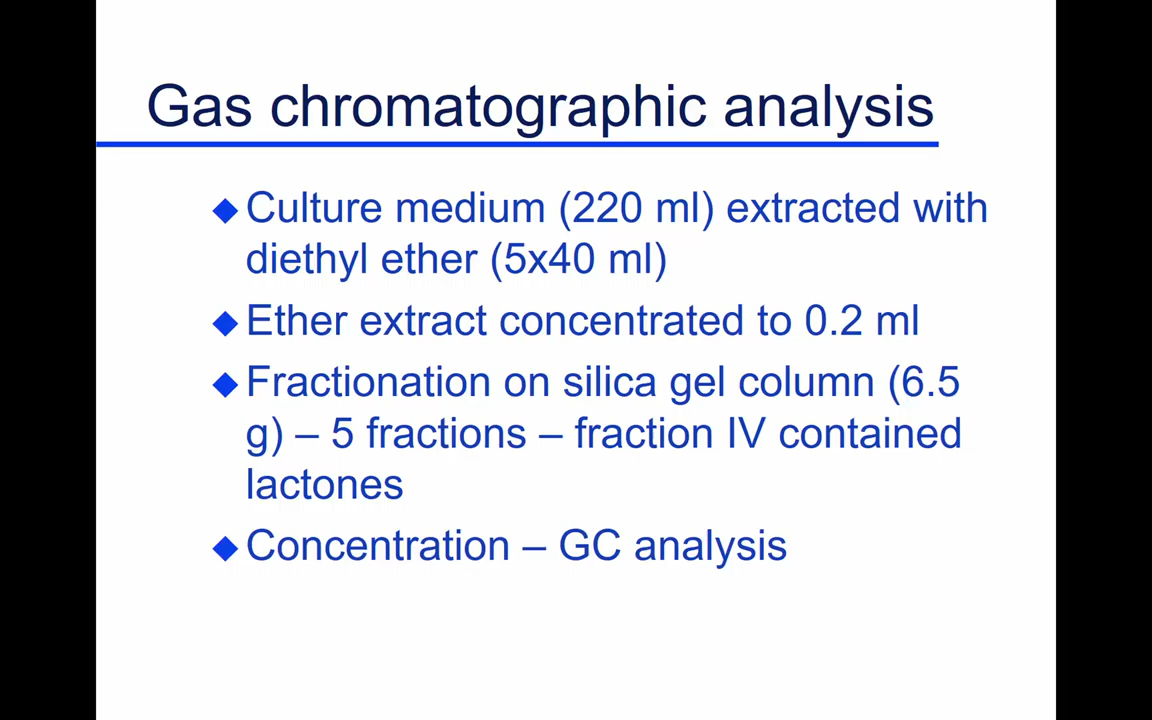 Gas chromatographic analysis
◆ Culture medium (220 ml) extracted with
diethyl ether (5x40 ml)
◆ Ether extract concentrated to 0.2 ml
◆ Fractionation on silica gel column (6.5
g) – 5 fractions – fraction IV contained
lactones
◆ Concentration – GC analysis